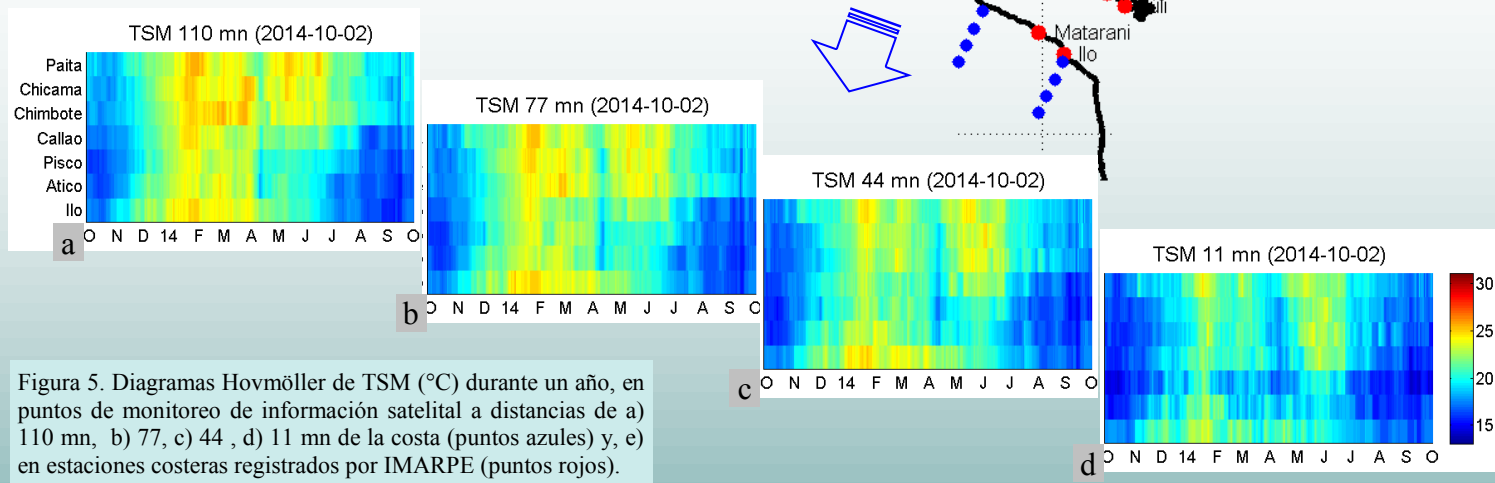 lli
Matarani
Ilo
TSM 110 mn (2014-10-02)
Paita
Chicama
Chimbote
Callao
Pisco
Atico
Ilo
O N D 14 F M A M J J A S O
a
TSM 77 mn (2014-10-02)
O N D 14 F M A M J J A S O
b
TSM 44 mn (2014-10-02)
O N D 14 F M A M J J A S O
c
TSM 11 mn (2014-10-02)
30
25
20
15
O N D 14 F M A M J J A S O
d
Figura 5. Diagramas Hovmöller de TSM (°C) durante un año, en
puntos de monitoreo de información satelital a distancias de a)
110 mn, b) 77, c) 44 , d) 11 mn de la costa (puntos azules) y, e)
en estaciones costeras registrados por IMARPE (puntos rojos).